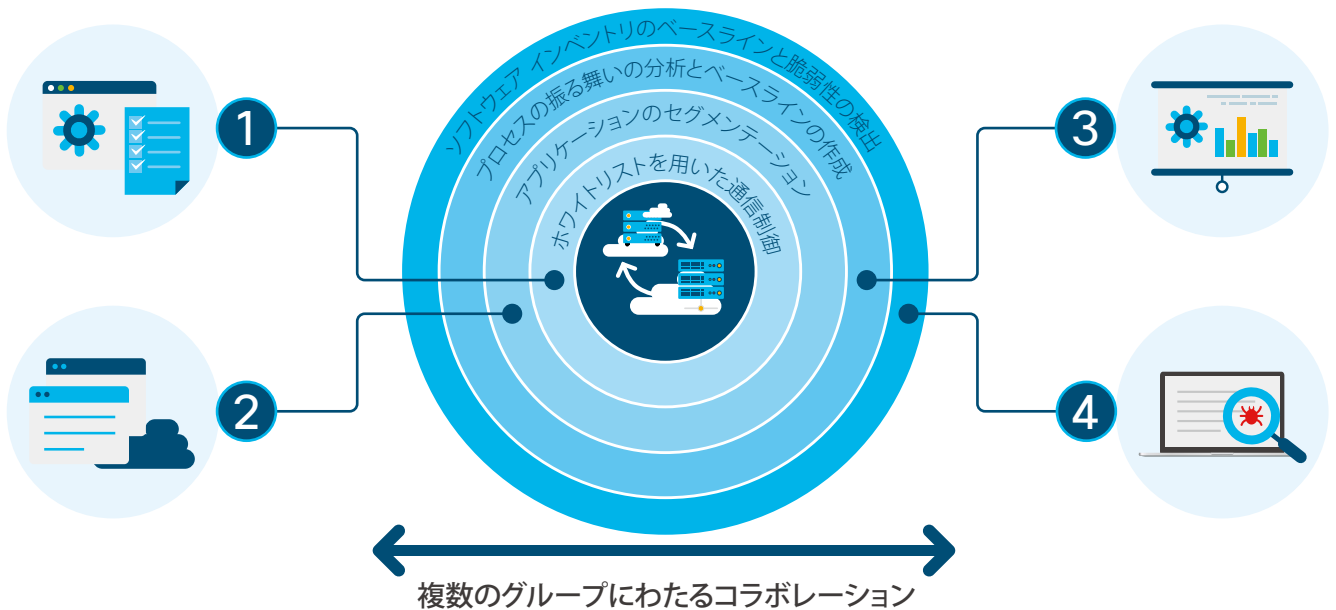 ソフトウェア インベントリのベースラインと脆弱性の検出
プロセスの振る舞いの分析とベースラインの作成
アプリケーションのセグメンテーション
ホワイトリストを用いた通信制御
1
2
3
4
複数のグループにわたるコラボレーション